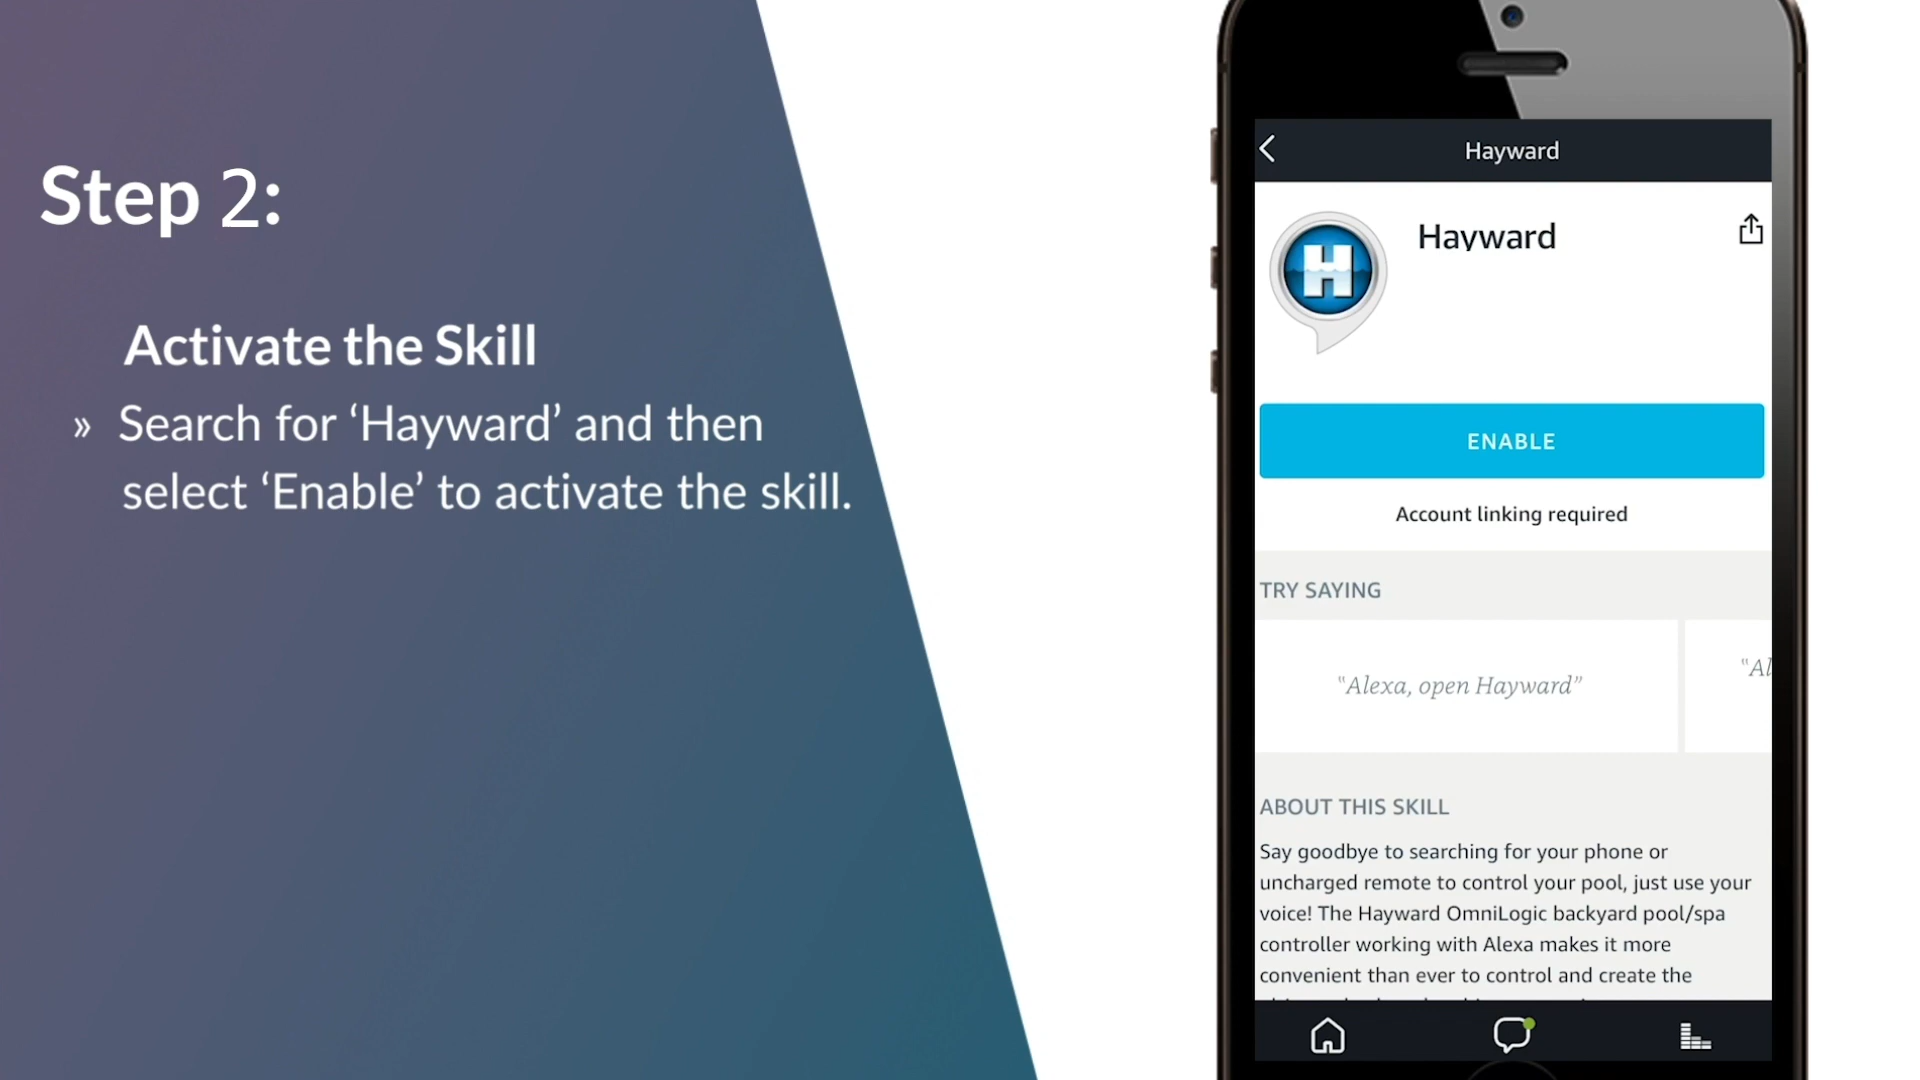 Step 2:
Activate the Skill
» Search for ‘Hayward’ and then
select ‘Enable’ to activate the skill.
Hayward
H
Hayward
ENABLE
Account linking required
TRY SAYING
“Alexa, open Hayward”
“Al
ABOUT THIS SKILL
Say goodbye to searching for your phone or
uncharged remote to control your pool, just use your
voice! The Hayward OmniLogic backyard pool/spa
controller working with Alexa makes it more
convenient than ever to control and create the